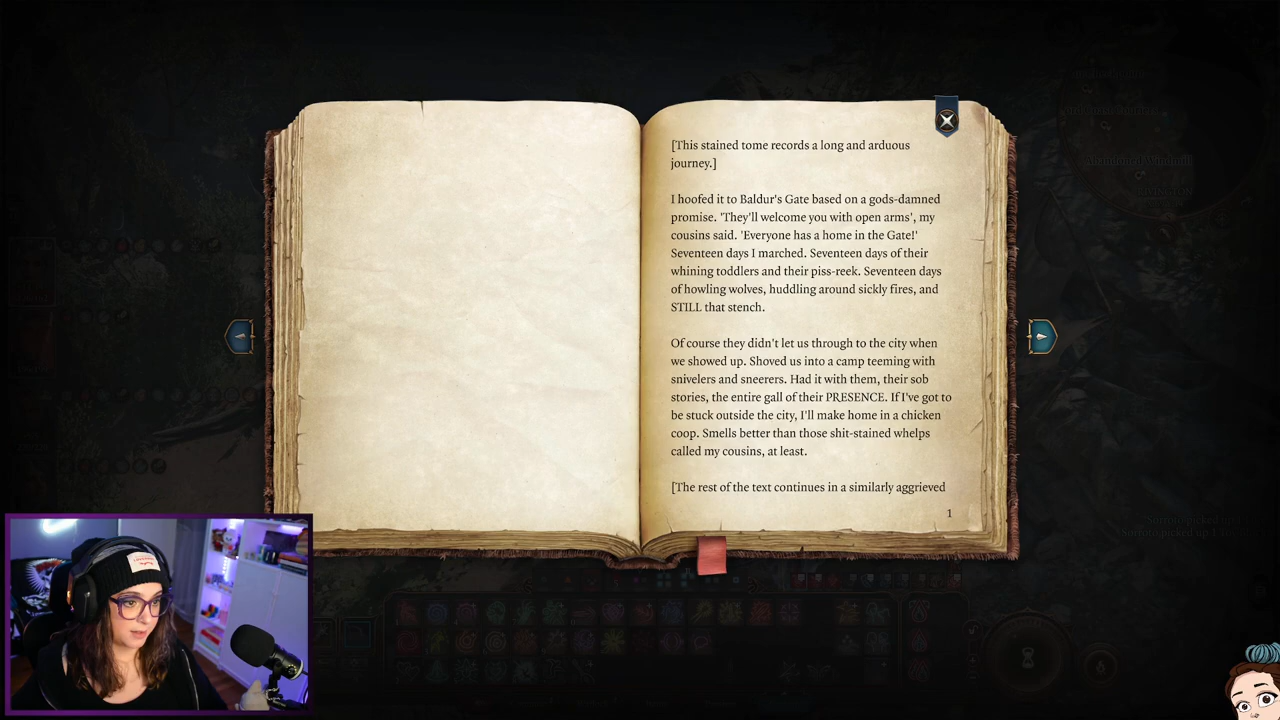 [This stained tome records a long and arduous
journey.]
I hoofed it to Baldur's Gate based on a gods-damned
promise. 'They'll welcome you with open arms', my
cousins said. 'Everyone has a home in the Gate!'
Seventeen days I marched. Seventeen days of their
whining toddlers and their piss-reek. Seventeen days
of howling wolves, huddling around sickly fires, and
STILL that stench.
Of course they didn't let us through to the city when
we showed up. Shoved us into a camp teeming with
snivelers and sneerers. Had it with them, their sob
stories, the entire gall of their PRESENCE. If I've got to
be stuck outside the city, I'll make home in a chicken
coop. Smells better than those shit-stained whelps
called my cousins, at least.
[The rest of the text continues in a similarly aggrieved
1
Abandoned Windmill